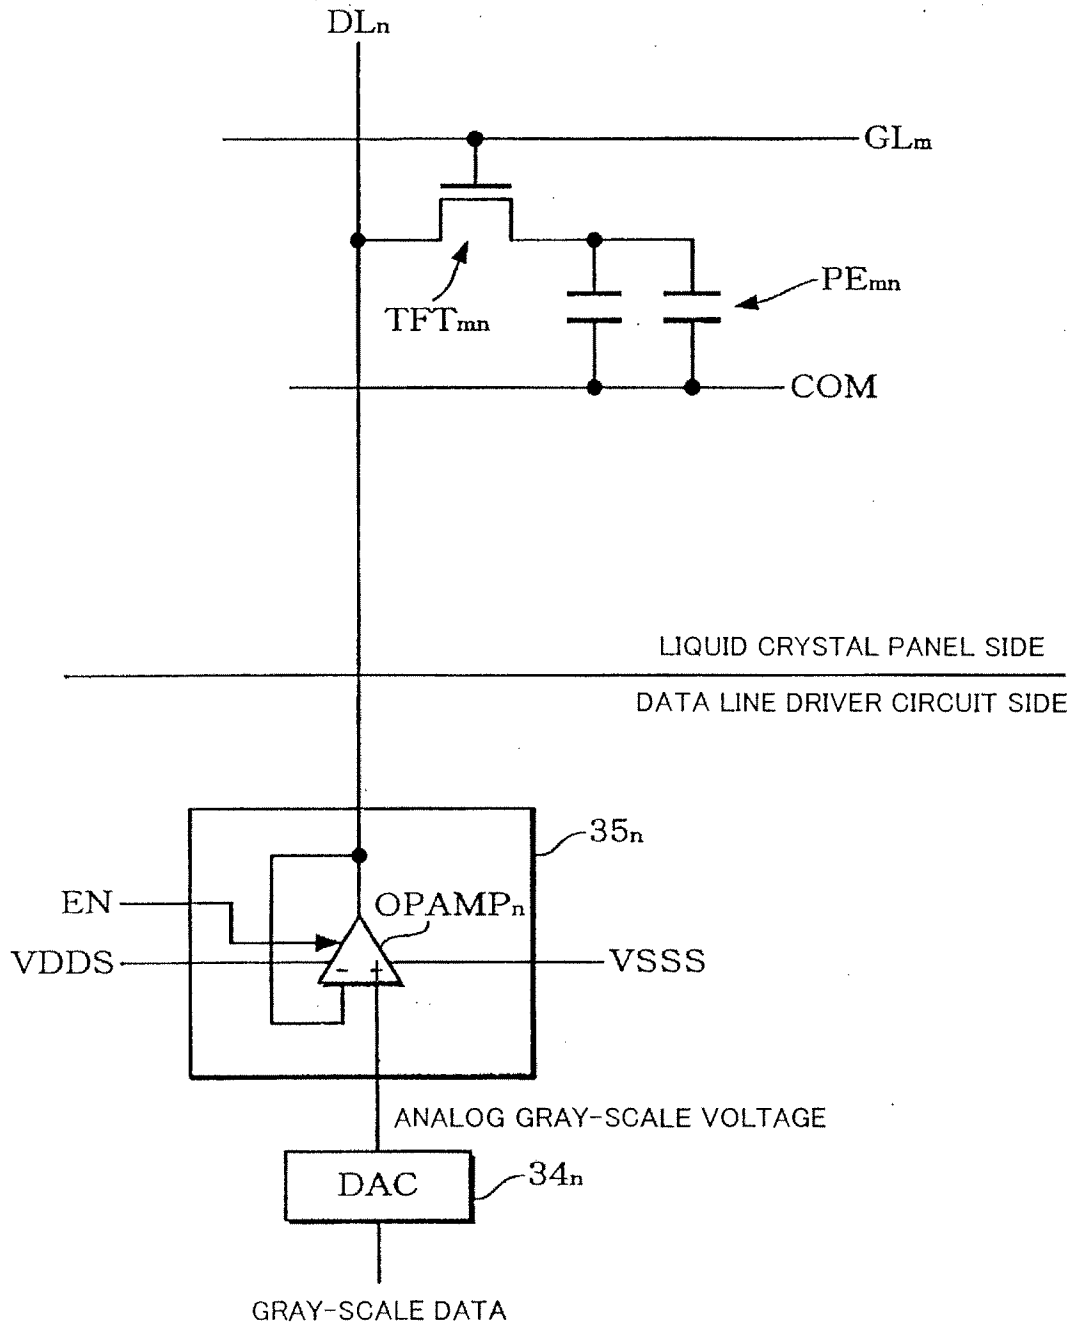 DLn
GLm
PEmn
TFTmn
COM
LIQUID CRYSTAL PANEL SIDE
DATA LINE DRIVER CIRCUIT SIDE
35n
EN
OPAMPn
VDDS
VSSS
- +
ANALOG GRAY-SCALE VOLTAGE
DAC
34n
GRAY-SCALE DATA